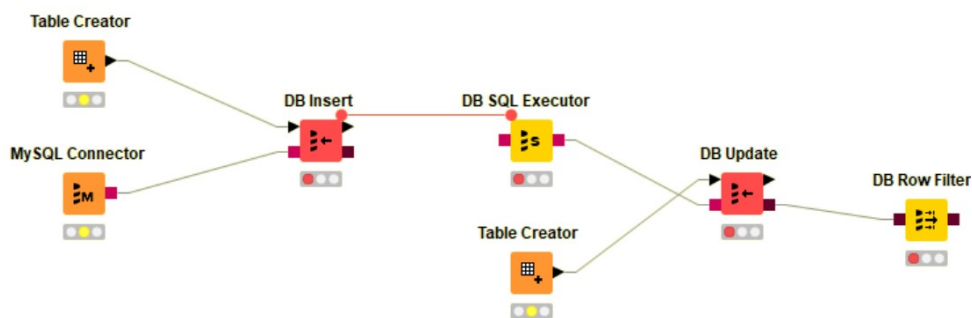 Table Creator
DB Insert
DB SQL Executor
MySQL Connector
DB Update
DB Row Filter
Table Creator
M
S